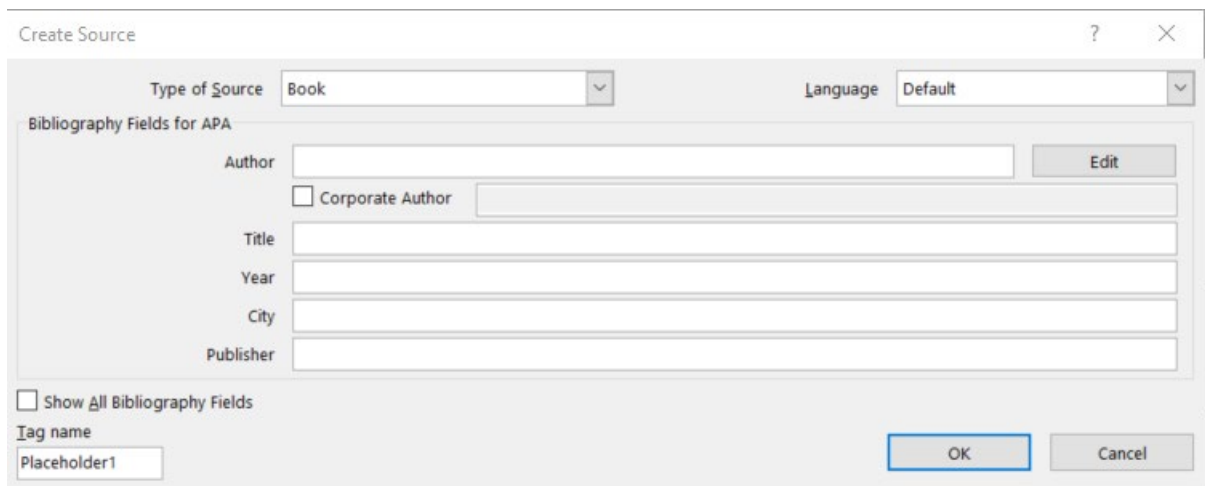 Create Source
Type of Source Book Language Default
Bibliography Fields for APA
Author Edit
Corporate Author
Title
Year
City
Publisher
Show All Bibliography Fields
Tag name
Placeholder1 OK Cancel